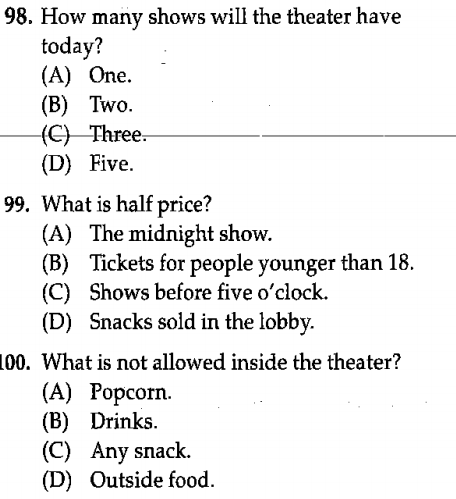 98. How many shows will the theater have
today?
(A) One.
(B) Two.
(C) Three.
(D) Five.
99. What is half price?
(A) The midnight show.
(B) Tickets for people younger than 18.
(C) Shows before five o'clock.
(D) Snacks sold in the lobby.
100. What is not allowed inside the theater?
(A) Popcorn.
(B) Drinks.
(C) Any snack.
(D) Outside food.